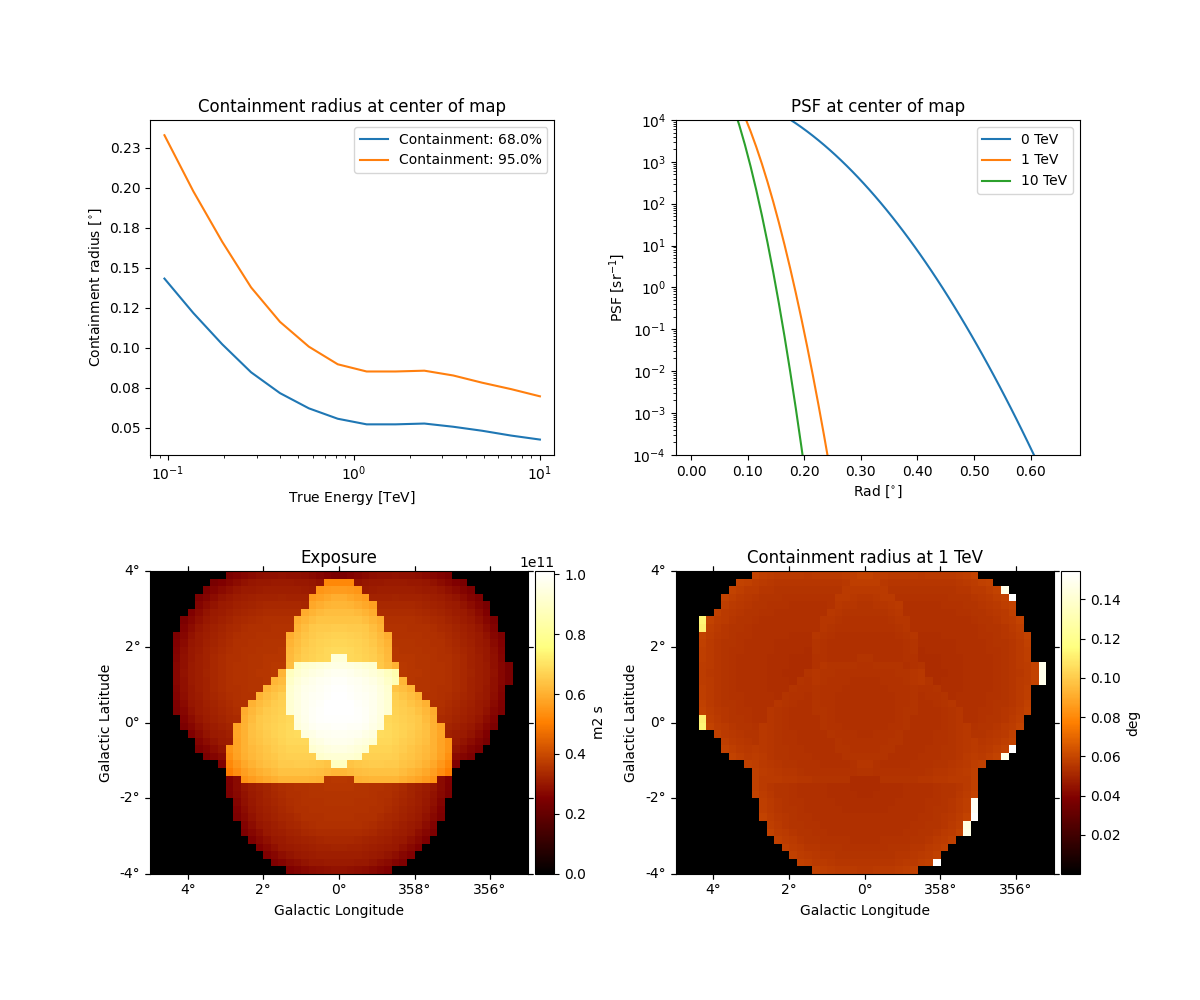 Containment radius at center of map
Containment: 68.0%
Containment: 95.0%
0.23
0.20
0.18
0.15
0.12
0.10
0.08
0.05
Containment radius [°]
10⁻¹
10⁰
10¹
True Energy [TeV]
PSF at center of map
0 TeV
1 TeV
10 TeV
10⁴
10³
10²
10¹
10⁰
10⁻¹
10⁻²
10⁻³
10⁻⁴
PSF [sr⁻¹]
0.00 0.10 0.20 0.30 0.40 0.50 0.60
Rad [°]
Exposure
1e11
4°
2°
0°
-2°
-4°
Galactic Latitude
4° 2° 0° 358° 356°
Galactic Longitude
1.0
0.8
0.6
0.4
0.2
0.0
m2 s
Containment radius at 1 TeV
4°
2°
0°
-2°
-4°
Galactic Latitude
4° 2° 0° 358° 356°
Galactic Longitude
0.14
0.12
0.10
0.08
0.06
0.04
0.02
deg